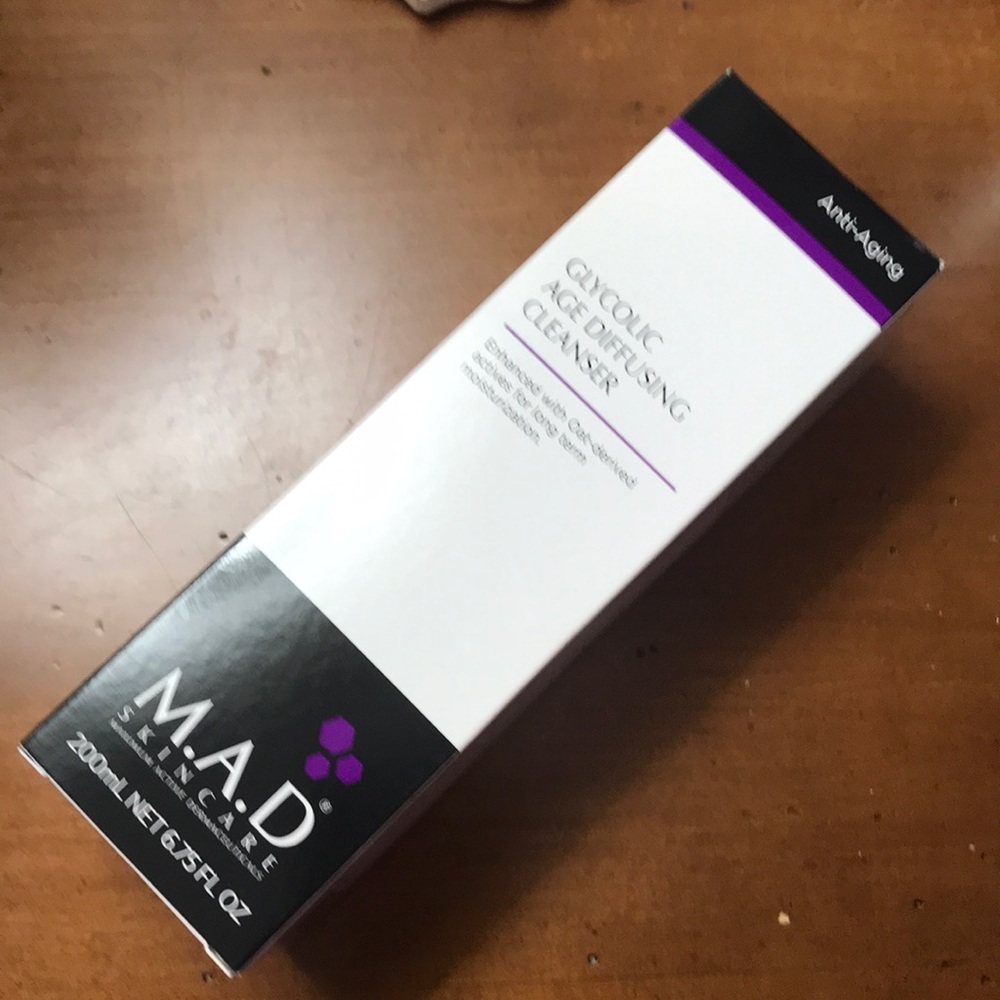 Anti-Aging
GLYCOLIC
AGE DIFFUSING
CLEANSER
Enhanced with Oat-derived
actives for long term
moisturization.
M.A.D®
SKINCARE
200mL NET 6.75 FL OZ